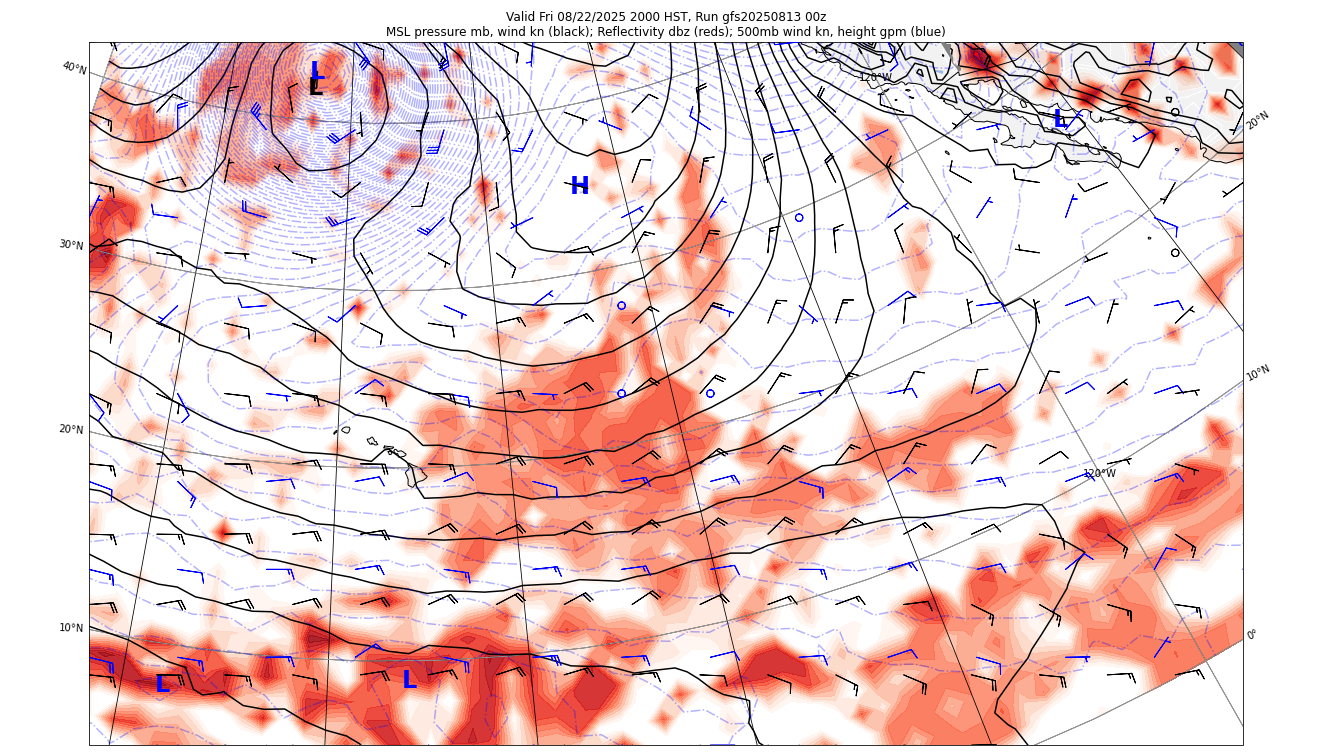 Valid Fri 08/22/2025 2000 HST, Run gfs20250813 00z
MSL pressure mb, wind kn (black); Reflectivity dbz (reds); 500mb wind kn, height gpm (blue)
40°N
L
L
120°W
L
20°N
H
30°N
10°N
20°N
120°W
10°N
0°
L
L